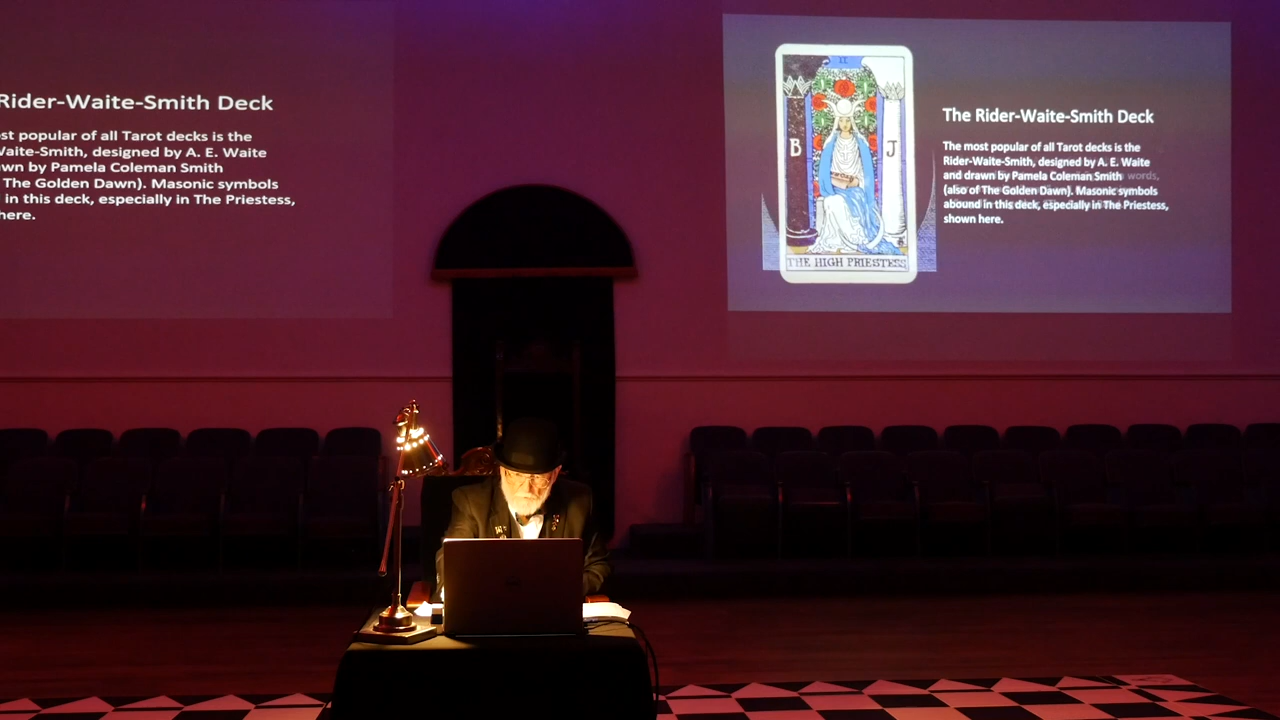 Rider-Waite-Smith Deck
st popular of all Tarot decks is the
Waite-Smith, designed by A. E. Waite
wn by Pamela Coleman Smith
The Golden Dawn). Masonic symbols
in this deck, especially in The Priestess,
here.
II
B
J
THE HIGH PRIESTESS
The Rider-Waite-Smith Deck
The most popular of all Tarot decks is the
Rider-Waite-Smith, designed by A. E. Waite
and drawn by Pamela Coleman Smith words,
(also of The Golden Dawn). Masonic symbols
abound in this deck, especially in The Priestess,
shown here.